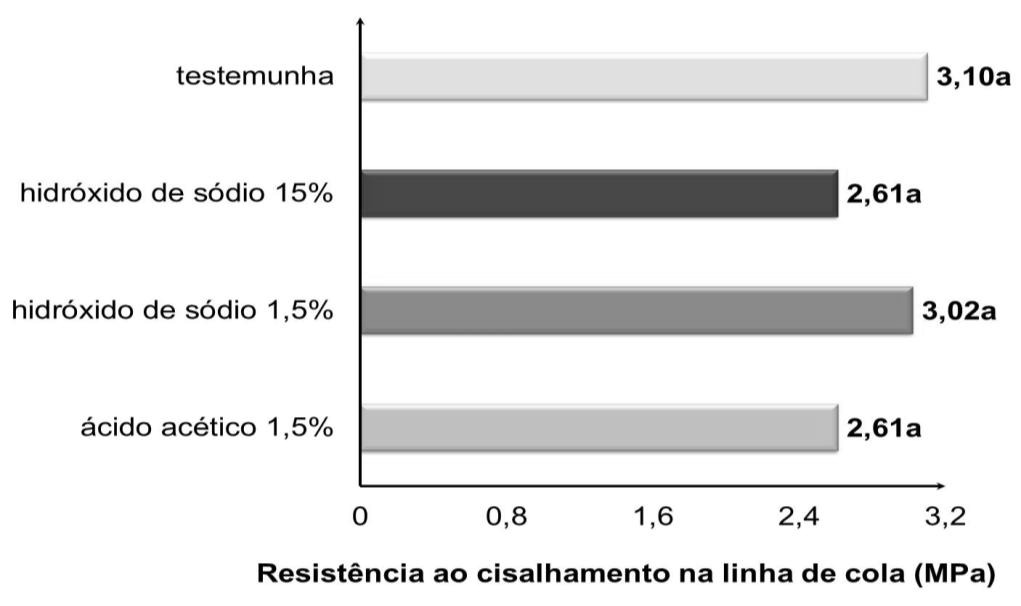 testemunha 3,10a
hidróxido de sódio 15% 2,61a
hidróxido de sódio 1,5% 3,02a
ácido acético 1,5% 2,61a
0 0,8 1,6 2,4 3,2
Resistência ao cisalhamento na linha de cola (MPa)